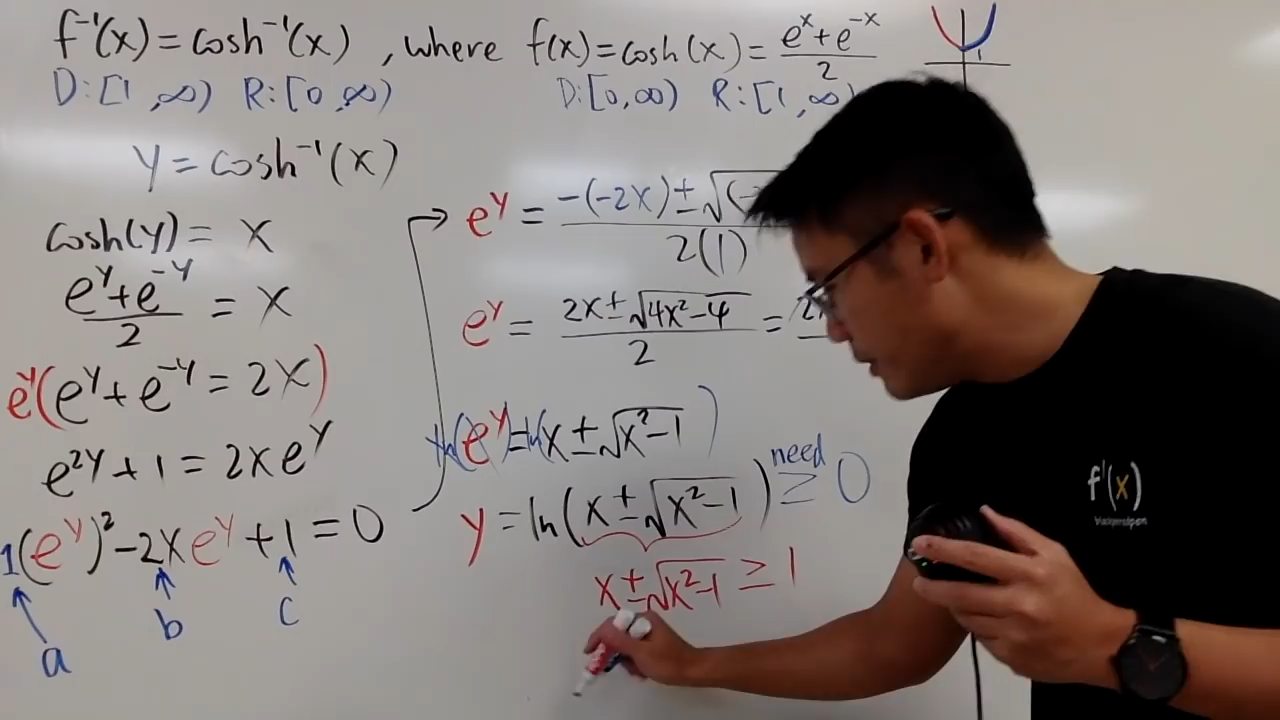 f⁻¹(x) = cosh⁻¹(x) , where f(x) = cosh(x) = (eˣ + e⁻ˣ)/2
D: [1, ∞) R: [0, ∞) D: [0, ∞) R: [1, ∞)
1
y = cosh⁻¹(x)
cosh(y) = x
(eʸ + e⁻ʸ)/2 = x
eʸ(eʸ + e⁻ʸ = 2x)
e²ʸ + 1 = 2xeʸ
1(eʸ)² - 2xeʸ + 1 = 0
a b c
eʸ = (-(-2x) ± √(-
2(1)
eʸ = (2x ± √(4x² - 4))/2 =
ln(eʸ) = ln(x ± √(x² - 1))
y = ln(x ± √(x² - 1)) ≥ 0
need
x ± √(x² - 1) ≥ 1
f'(x)